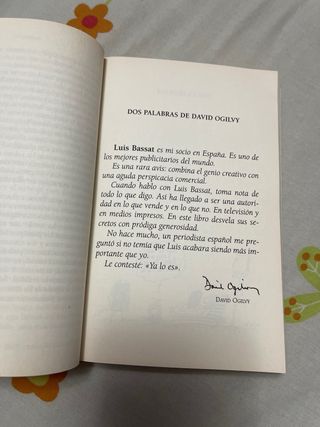 DOS PALABRAS DE DAVID OGILVY
Luis Bassat es mi socio en España. Es uno de
los mejores publicitarios del mundo.
Es una rara avis: combina el genio creativo con
una aguda perspicacia comercial.
Cuando hablo con Luis Bassat, toma nota de
todo lo que digo. Así ha llegado a ser una autori-
dad en lo que vende y en lo que no. En televisión y
en medios impresos. En este libro desvela sus se-
cretos con pródiga generosidad.
No hace mucho, un periodista español me pre-
guntó si no temía que Luis acabara siendo más im-
portante que yo.
Le contesté: «Ya lo es».
David Ogilvy
DAVID OGILVY